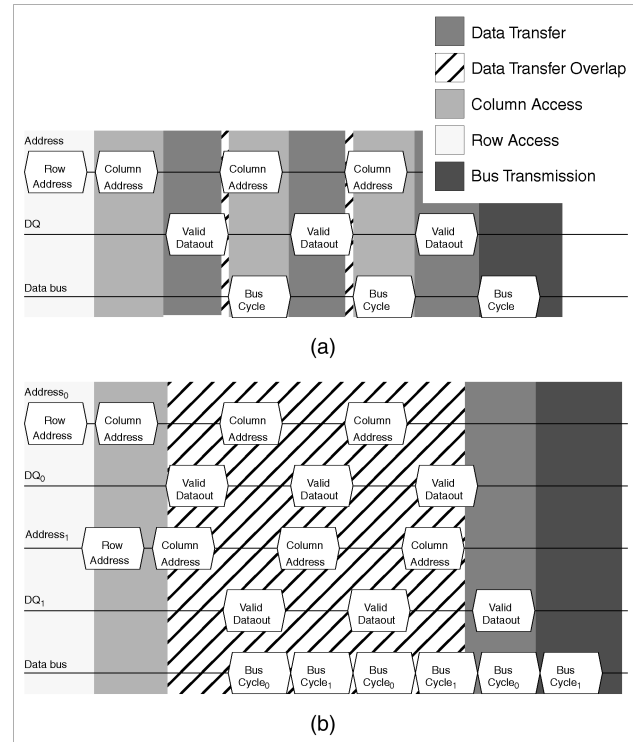 Data Transfer
Data Transfer Overlap
Column Access
Row Access
Bus Transmission
Address
Row
Address
Column
Address
Column
Address
Column
Address
DQ
Valid
Dataout
Valid
Dataout
Valid
Dataout
Data bus
Bus
Cycle
Bus
Cycle
Bus
Cycle
(a)
Address₀
Row
Address
Column
Address
Column
Address
Column
Address
DQ₀
Valid
Dataout
Valid
Dataout
Valid
Dataout
Address₁
Row
Address
Column
Address
Column
Address
Column
Address
DQ₁
Valid
Dataout
Valid
Dataout
Valid
Dataout
Data bus
Bus
Cycle₀
Bus
Cycle₁
Bus
Cycle₀
Bus
Cycle₁
Bus
Cycle₀
Bus
Cycle₁
(b)